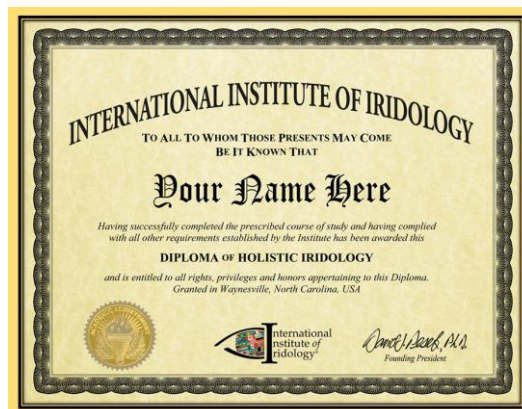 INTERNATIONAL INSTITUTE OF IRIDOLOGY
TO ALL TO WHOM THOSE PRESENTS MAY COME
BE IT KNOWN THAT
Your Name Here
Having successfully completed the prescribed course of study and having complied
with all other requirements established by the Institute has been awarded this
DIPLOMA OF HOLISTIC IRIDOLOGY
and is entitled to all rights, privileges and honors appertaining to this Diploma.
Granted in Waynesville, North Carolina, USA
International
Institute of
Iridology
Founding President